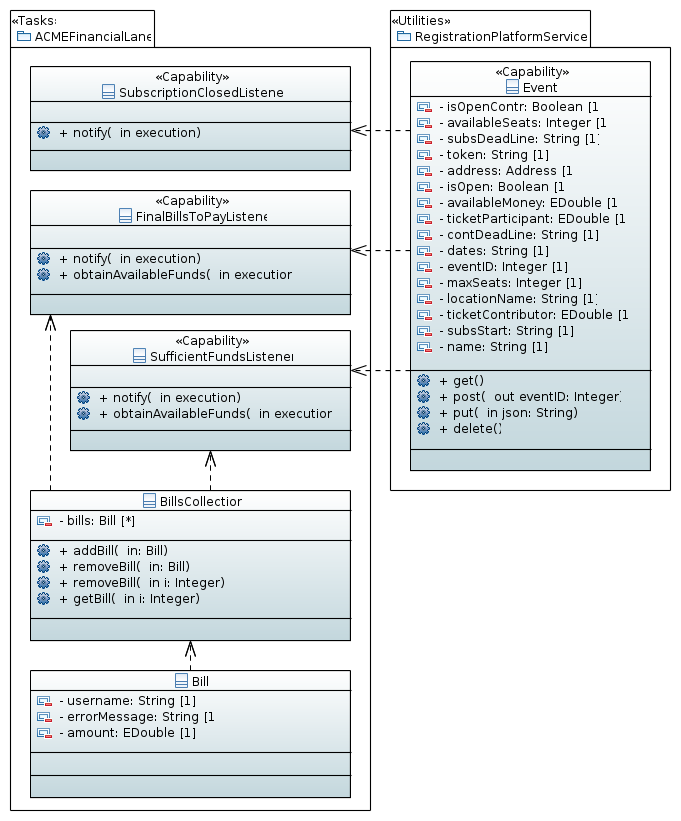 «Tasks:
ACMEFinancialLane
«Capability»
SubscriptionClosedListene
+ notify(  in execution)
«Capability»
FinalBillsToPayListene
+ notify(  in execution)
+ obtainAvailableFunds(  in execution
«Capability»
SufficientFundsListener
+ notify(  in execution)
+ obtainAvailableFunds(  in execution
BillsCollection
- bills: Bill [*]
+ addBill(  in: Bill)
+ removeBill(  in: Bill)
+ removeBill(  in i: Integer)
+ getBill(  in i: Integer)
Bill
- username: String [1]
- errorMessage: String [1
- amount: EDouble [1]
«Utilities»
RegistrationPlatformService
«Capability»
Event
- isOpenContr: Boolean [1
- availableSeats: Integer [1
- subsDeadLine: String [1]
- token: String [1]
- address: Address [1
- isOpen: Boolean [1
- availableMoney: EDouble [1
- ticketParticipant: EDouble [1
- contDeadLine: String [1]
- dates: String [1]
- eventID: Integer [1]
- maxSeats: Integer [1]
- locationName: String [1]
- ticketContributor: EDouble [1
- subsStart: String [1]
- name: String [1]
+ get()
+ post(  out eventID: Integer)
+ put(  in json: String)
+ delete()